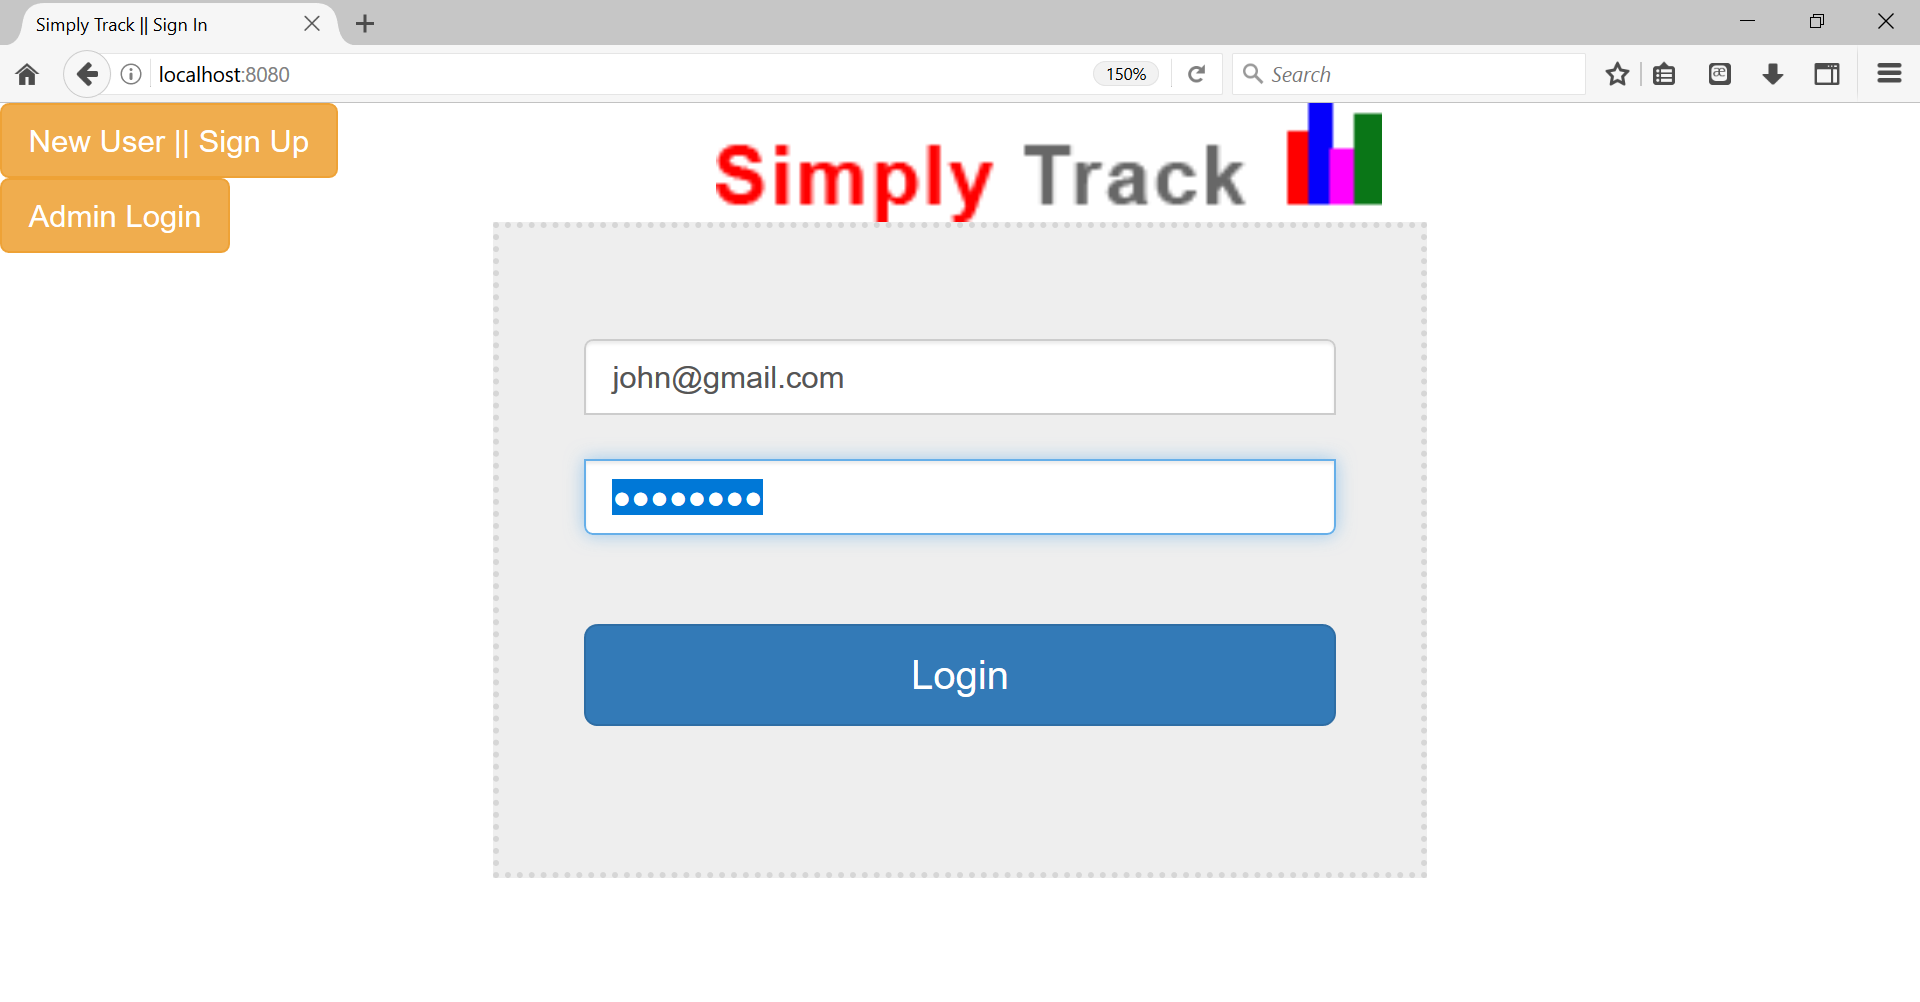 Simply Track || Sign In
localhost:8080
150%
Search
New User || Sign Up
Admin Login
Simply Track
john@gmail.com
••••••••
Login